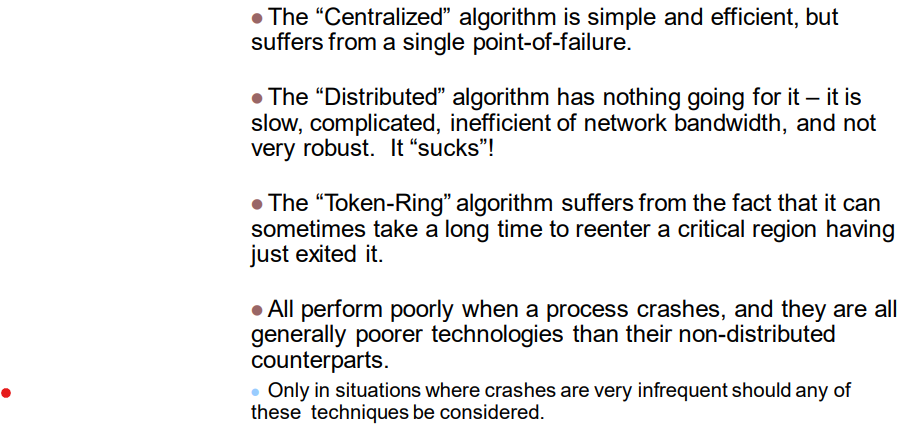 ● The “Centralized” algorithm is simple and efficient, but
suffers from a single point-of-failure.
● The “Distributed” algorithm has nothing going for it – it is
slow, complicated, inefficient of network bandwidth, and not
very robust.  It “sucks”!
● The “Token-Ring” algorithm suffers from the fact that it can
sometimes take a long time to reenter a critical region having
just exited it.
● All perform poorly when a process crashes, and they are all
generally poorer technologies than their non-distributed
counterparts.
● Only in situations where crashes are very infrequent should any of
these techniques be considered.